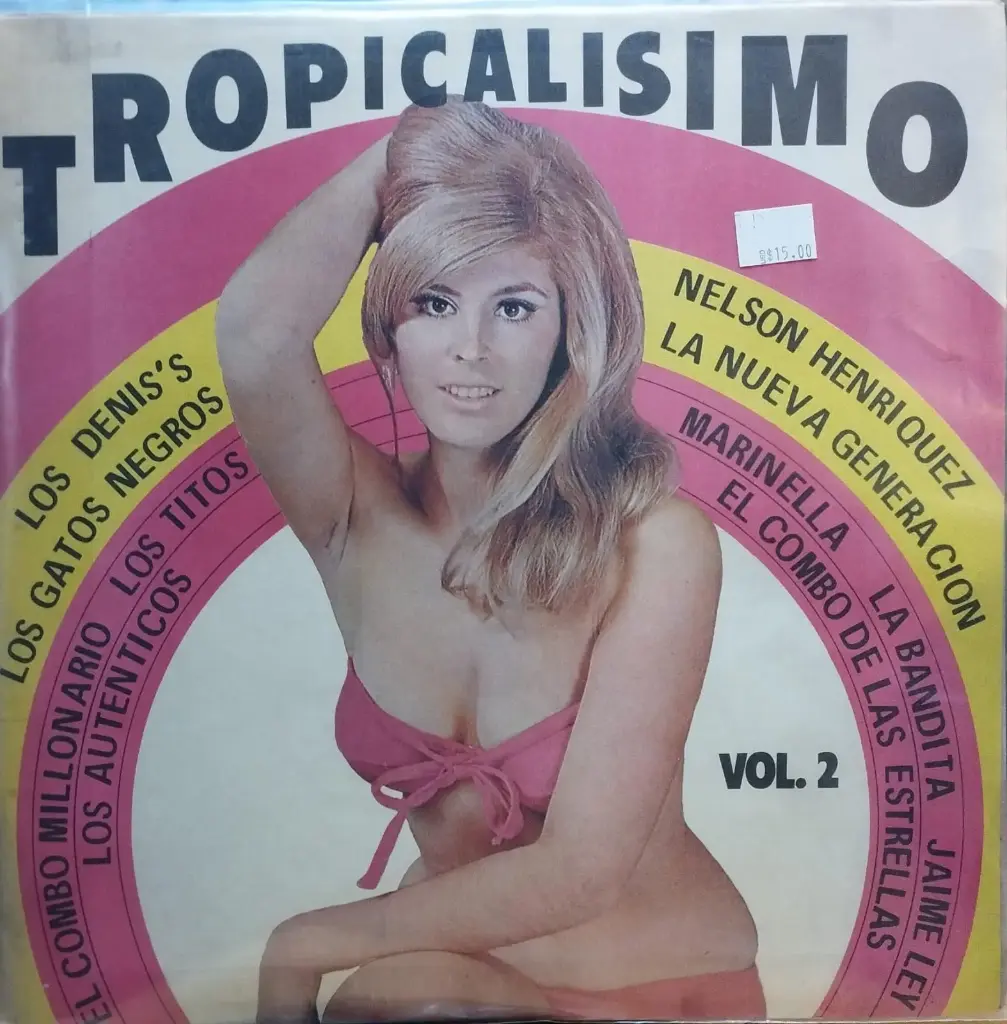 TROPICALISIMO
$15.00
LOS DENIS'S
LOS GATOS NEGROS
EL COMBO MILLONARIO LOS TITOS
LOS AUTENTICOS
NELSON HENRIQUEZ
LA NUEVA GENERACION
MARINELLA LA BANDITA JAIME LEY
EL COMBO DE LAS ESTRELLAS
VOL. 2